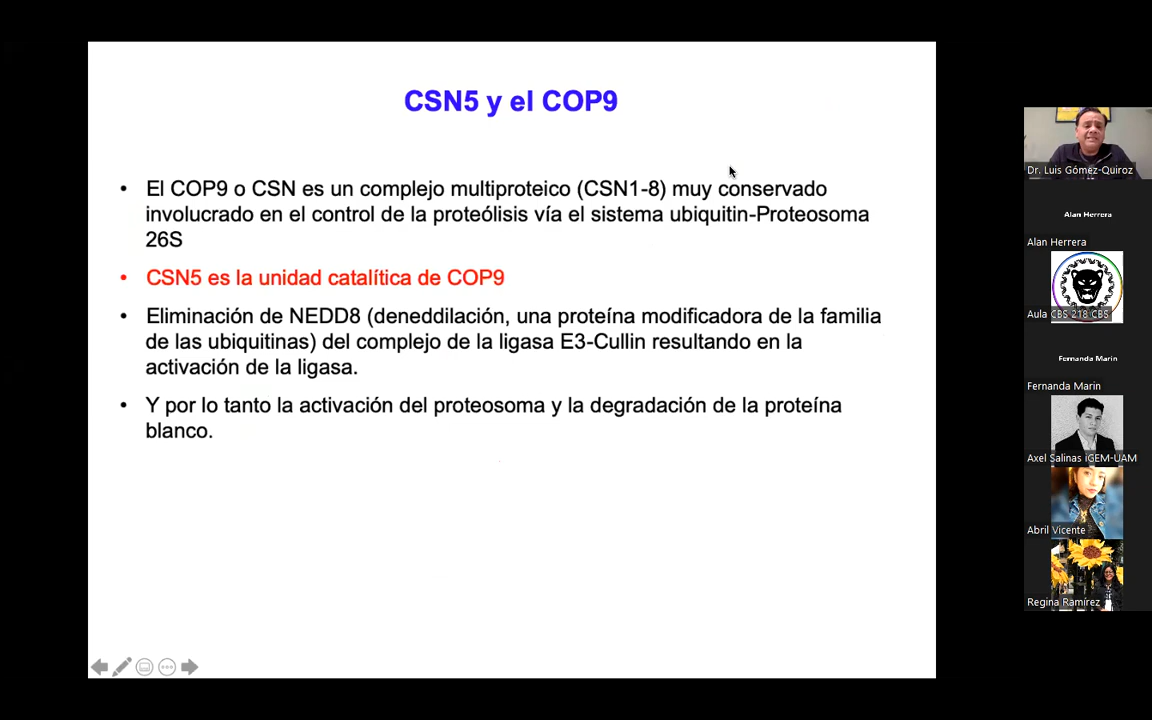 CSN5 y el COP9
• El COP9 o CSN es un complejo multiproteico (CSN1-8) muy conservado
involucrado en el control de la proteólisis vía el sistema ubiquitin-Proteosoma
26S
• CSN5 es la unidad catalítica de COP9
• Eliminación de NEDD8 (deneddilación, una proteína modificadora de la familia
de las ubiquitinas) del complejo de la ligasa E3-Cullin resultando en la
activación de la ligasa.
• Y por lo tanto la activación del proteosoma y la degradación de la proteína
blanco.
Dr. Luis Gómez-Quiroz
Alan Herrera
Alan Herrera
Aula CBS 218 CBS
Fernanda Marin
Fernanda Marin
Axel Salinas iGEM-UAM
Abril Vicente
Regina Ramírez